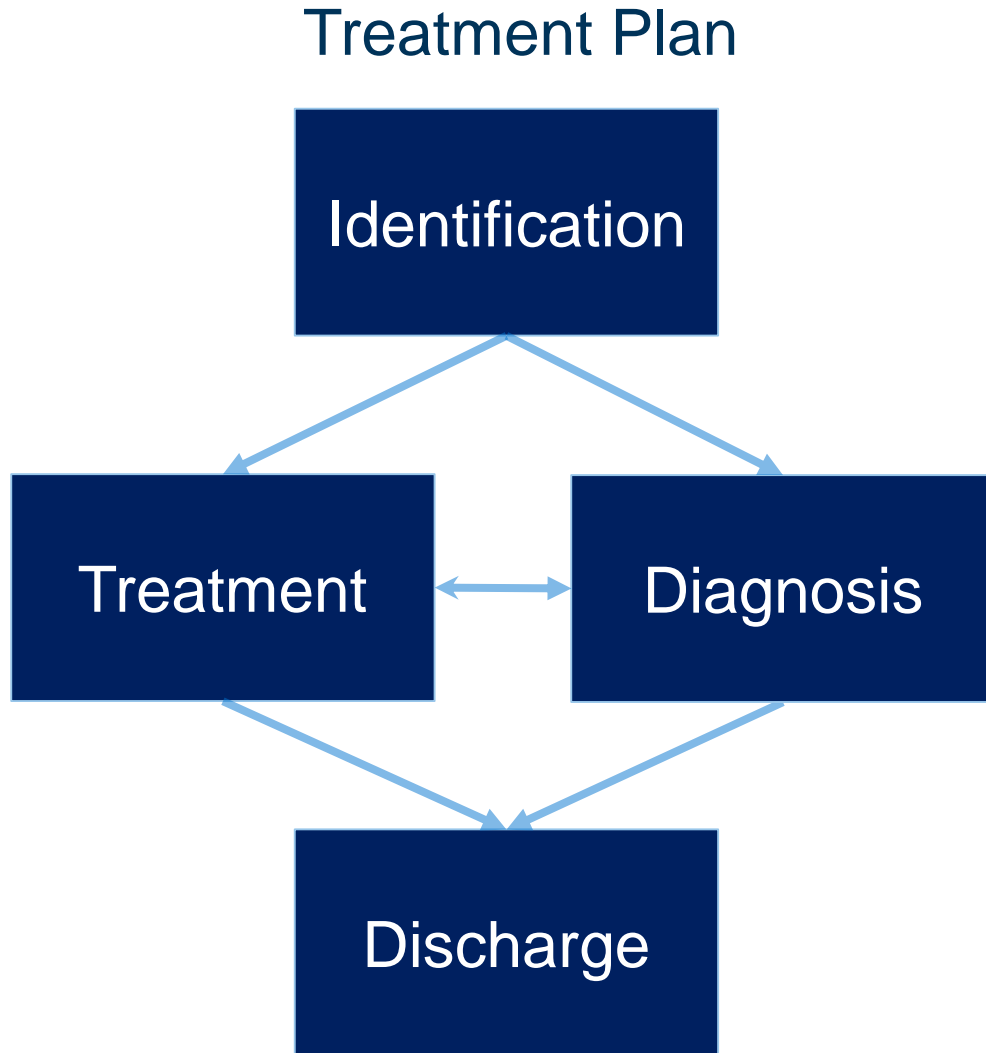 Treatment Plan
Identification
Treatment
Diagnosis
Discharge